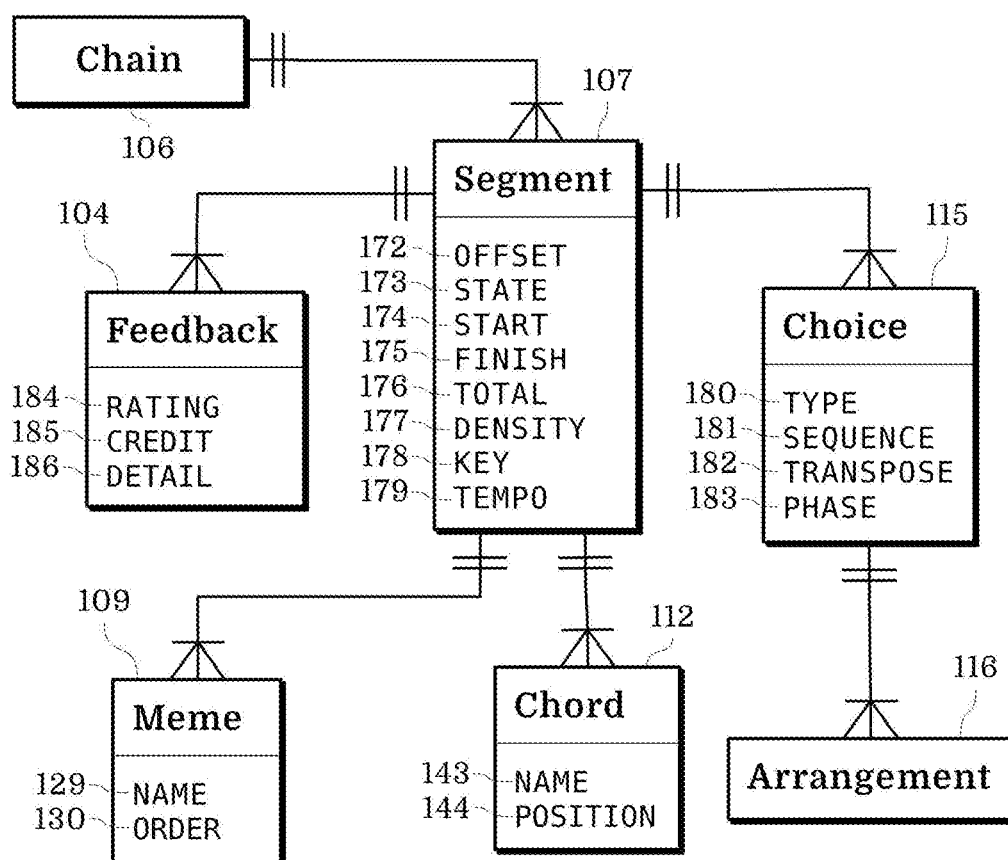 Chain
106
107
Segment
172 OFFSET
173 STATE
174 START
175 FINISH
176 TOTAL
177 DENSITY
178 KEY
179 TEMPO
104
Feedback
184 RATING
185 CREDIT
186 DETAIL
115
Choice
180 TYPE
181 SEQUENCE
182 TRANSPOSE
183 PHASE
109
Meme
129 NAME
130 ORDER
112
Chord
143 NAME
144 POSITION
116
Arrangement